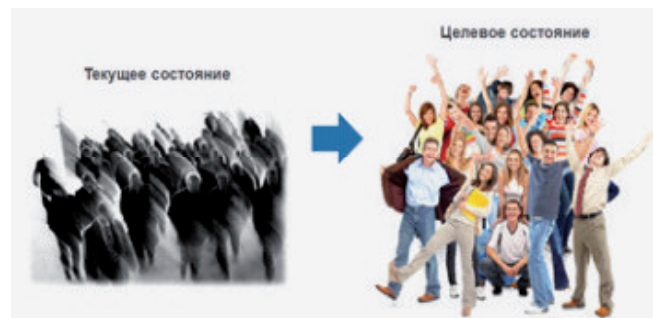 Текущее состояние
Целевое состояние